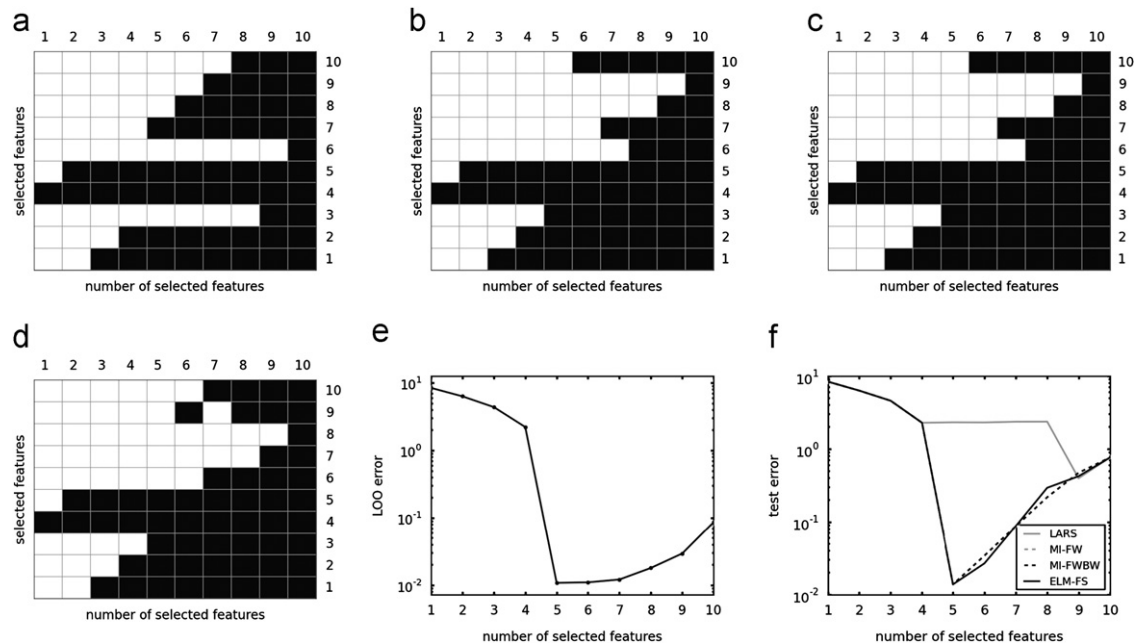 a
1 2 3 4 5 6 7 8 9 10
selected features
10
9
8
7
6
5
4
3
2
1
number of selected features
b
1 2 3 4 5 6 7 8 9 10
selected features
10
9
8
7
6
5
4
3
2
1
number of selected features
c
1 2 3 4 5 6 7 8 9 10
selected features
10
9
8
7
6
5
4
3
2
1
number of selected features
d
1 2 3 4 5 6 7 8 9 10
selected features
10
9
8
7
6
5
4
3
2
1
number of selected features
e
LOO error
10^1
10^0
10^-1
10^-2
1 2 3 4 5 6 7 8 9 10
number of selected features
f
test error
10^1
10^0
10^-1
10^-2
LARS
MI-FW
MI-FWBW
ELM-FS
1 2 3 4 5 6 7 8 9 10
number of selected features